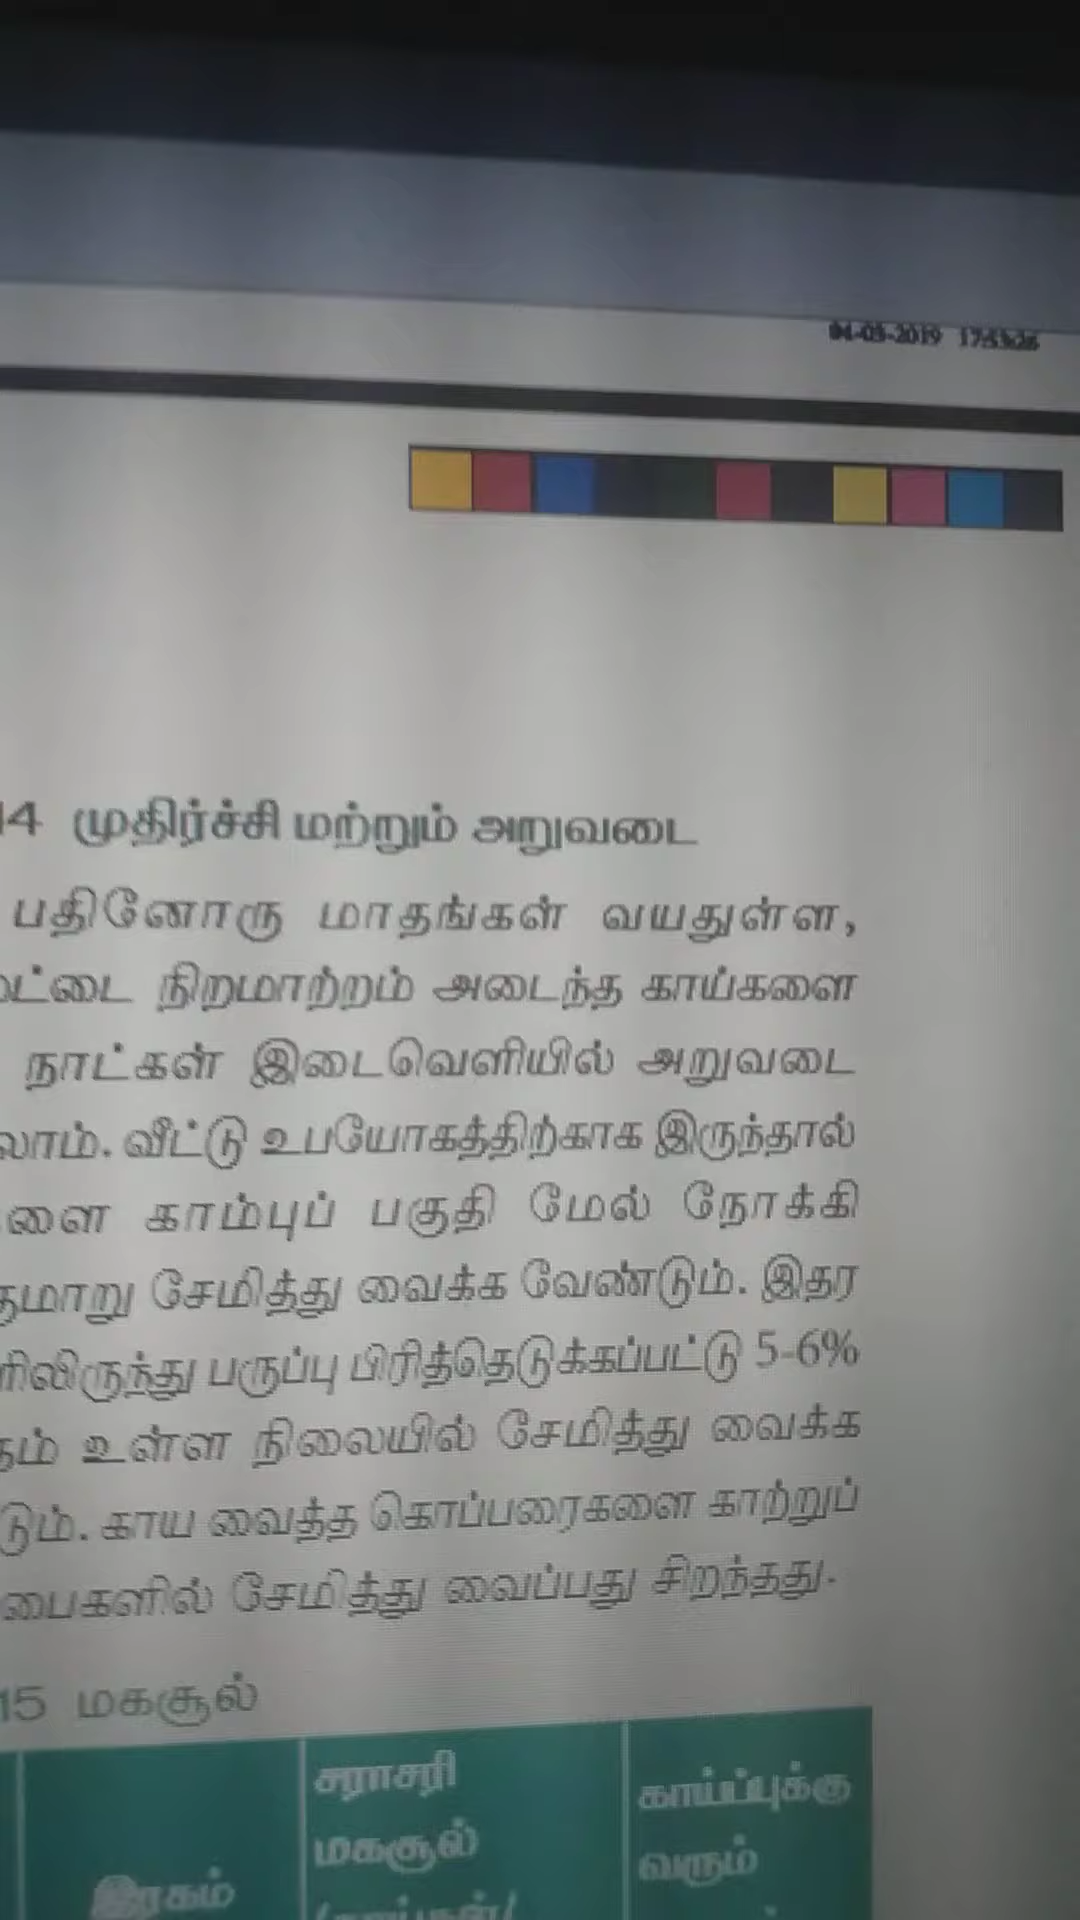 04-03-2019 17:53:26
14 முதிர்ச்சி மற்றும் அறுவடை
பதினோரு மாதங்கள் வயதுள்ள,
நிறமாற்றம் அடைந்த காய்களை
நாட்கள் இடைவெளியில் அறுவடை
லாம். வீட்டு உபயோகத்திற்காக இருந்தால்
களை காம்புப் பகுதி மேல் நோக்கி
சேமித்து வைக்க வேண்டும். இதர
பருப்பு பிரித்தெடுக்கப்பட்டு 5-6%
உள்ள நிலையில் சேமித்து வைக்க
டும். காய வைத்த கொப்பரைகளை காற்றுப்
பைகளில் சேமித்து வைப்பது சிறந்தது.
15 மகசூல்
இரகம்
சராசரி
மகசூல்
காய்ப்புக்கு
வரும்